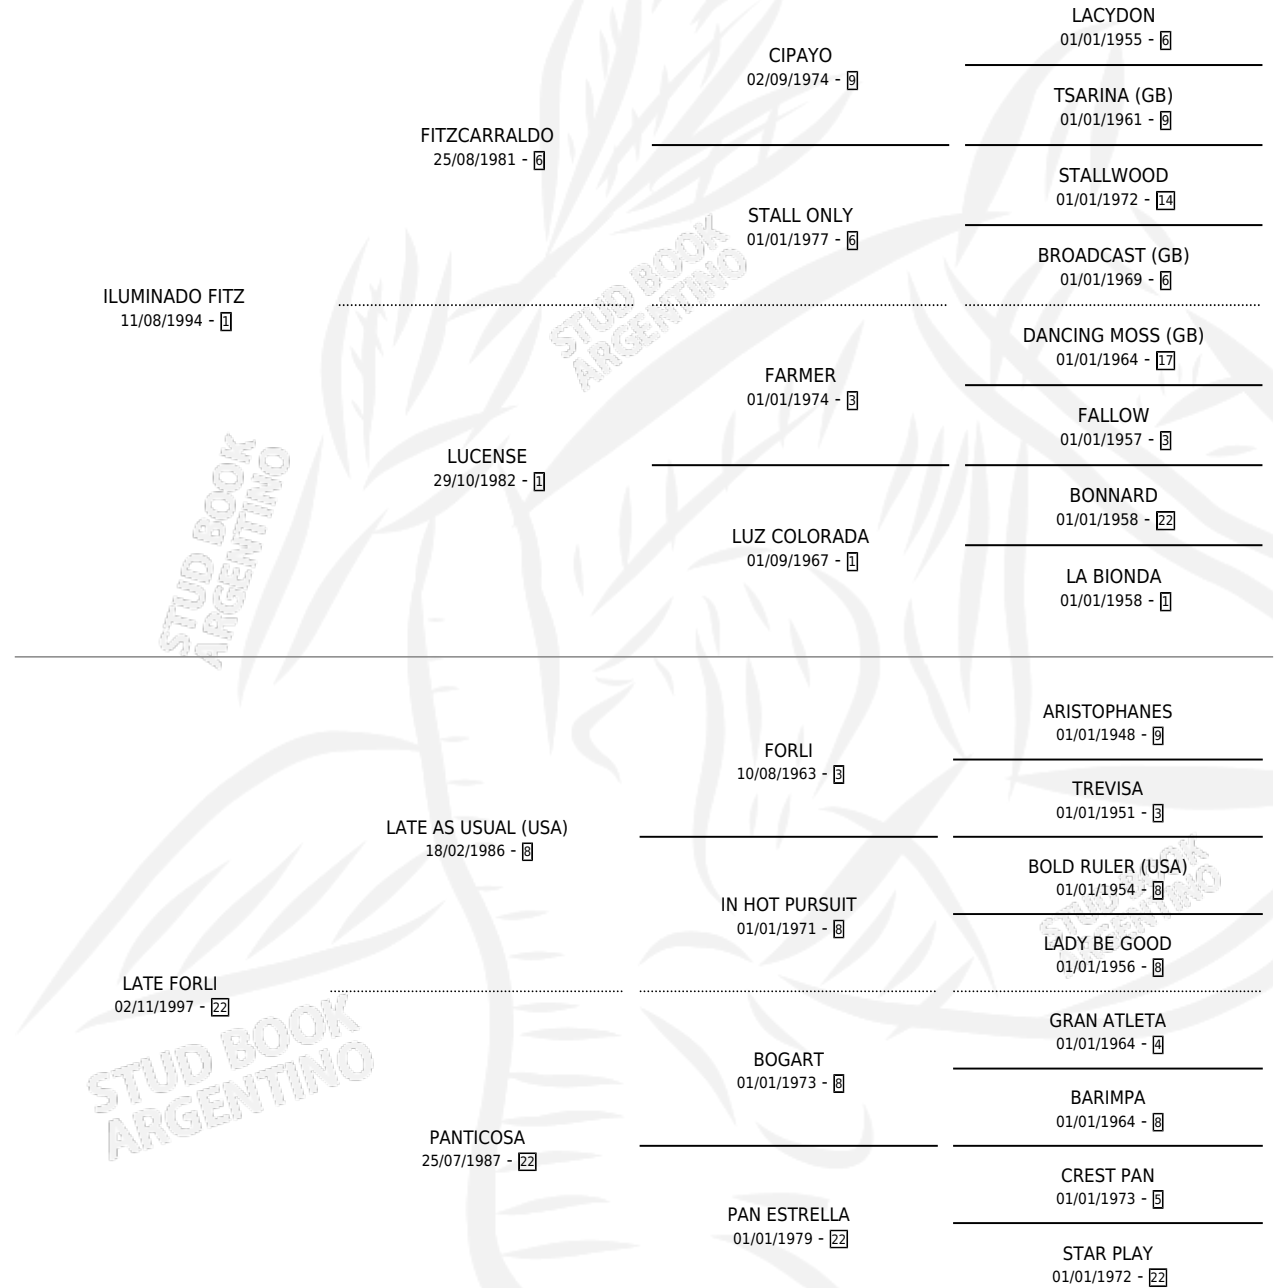 LACYDON
01/01/1955 - 6
CIPAYO
02/09/1974 - 9
TSARINA (GB)
01/01/1961 - 9
FITZCARRALDO
25/08/1981 - 6
STALLWOOD
01/01/1972 - 14
STALL ONLY
01/01/1977 - 6
BROADCAST (GB)
01/01/1969 - 6
ILUMINADO FITZ
11/08/1994 - 1
STUD BOOK
ARGENTINO
DANCING MOSS (GB)
01/01/1964 - 17
FARMER
01/01/1974 - 3
FALLOW
01/01/1957 - 3
LUCENSE
29/10/1982 - 1
BONNARD
01/01/1958 - 22
LUZ COLORADA
01/09/1967 - 1
LA BIONDA
01/01/1958 - 1
STUD BOOK
ARGENTINO
ARISTOPHANES
01/01/1948 - 9
FORLI
10/08/1963 - 3
TREVISA
01/01/1951 - 3
LATE AS USUAL (USA)
18/02/1986 - 8
BOLD RULER (USA)
01/01/1954 - 8
IN HOT PURSUIT
01/01/1971 - 8
STUD BOOK
ARGENTINO
LADY BE GOOD
01/01/1956 - 8
LATE FORLI
02/11/1997 - 22
GRAN ATLETA
01/01/1964 - 4
BOGART
01/01/1973 - 8
BARIMPA
01/01/1964 - 8
STUD BOOK
ARGENTINO
PANTICOSA
25/07/1987 - 22
CREST PAN
01/01/1973 - 5
PAN ESTRELLA
01/01/1979 - 22
STAR PLAY
01/01/1972 - 22